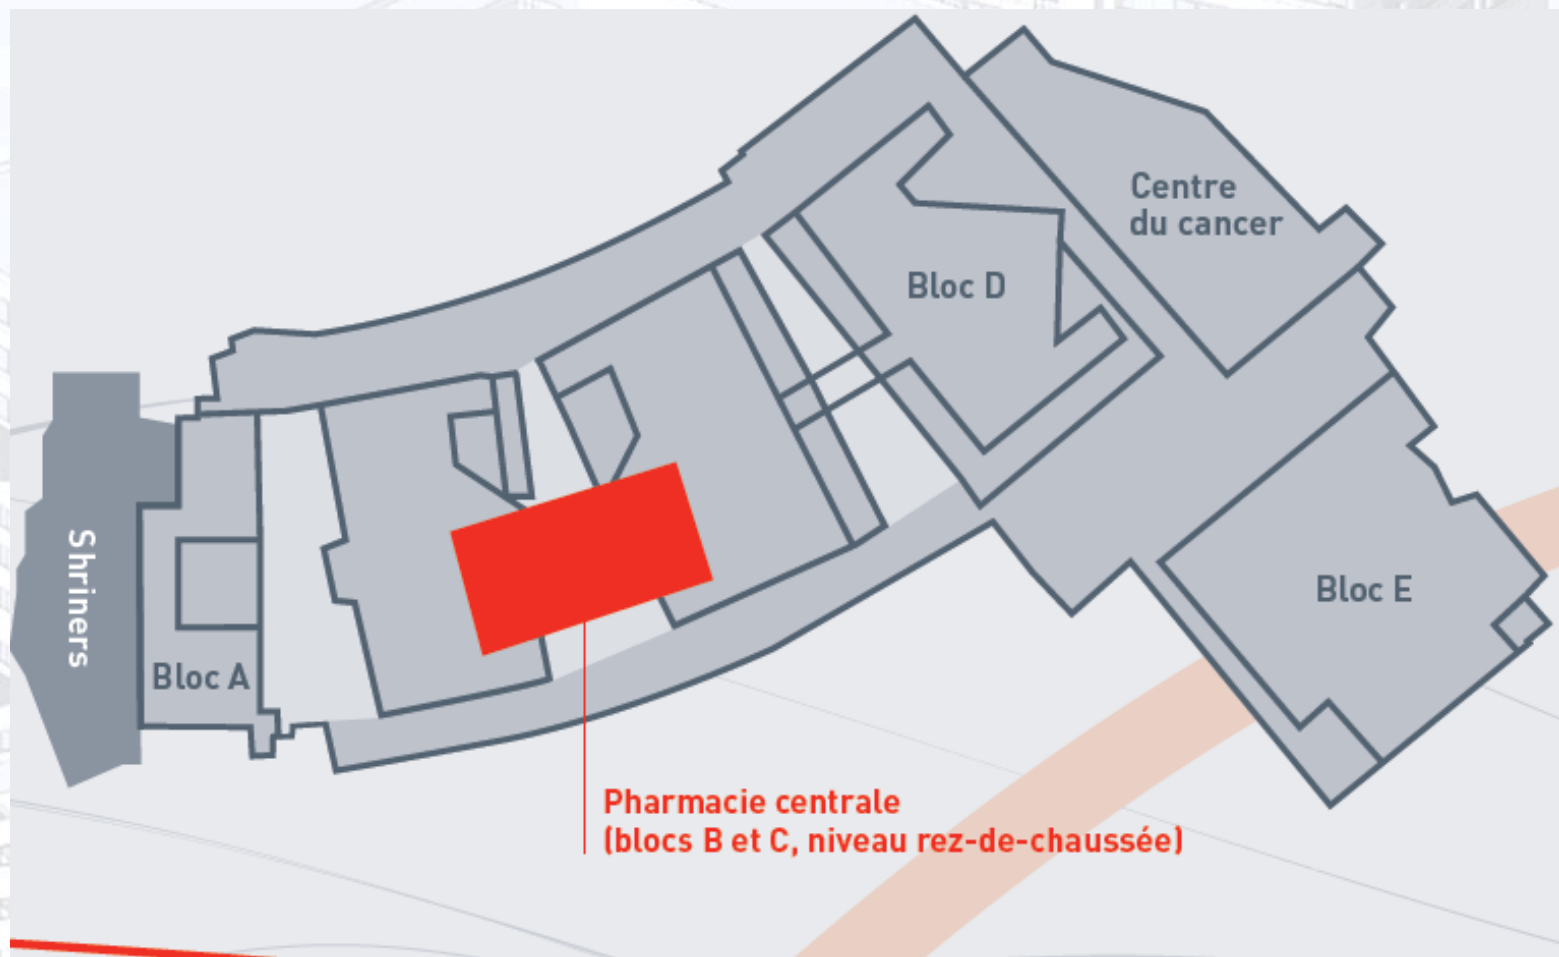 Centre
du cancer
Bloc D
Shriners
Bloc E
Bloc A
Pharmacie centrale
(blocs B et C, niveau rez-de-chaussée)